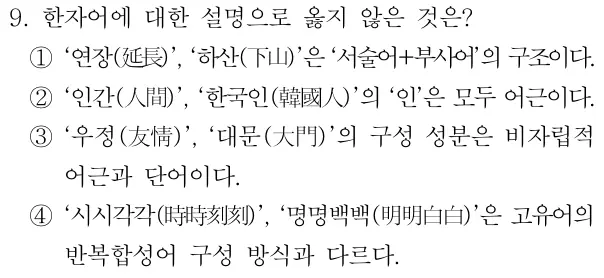 9. 한자어에 대한 설명으로 옳지 않은 것은?
① ‘연장(延長)’, ‘하산(下山)’은 ‘서술어+부사어’의 구조이다.
② ‘인간(人間)’, ‘한국인(韓國人)’의 ‘인’은 모두 어근이다.
③ ‘우정(友情)’, ‘대문(大門)’의 구성 성분은 비자립적
어근과 단어이다.
④ ‘시시각각(時時刻刻)’, ‘명명백백(明明白白)’은 고유어의
반복합성어 구성 방식과 다르다.